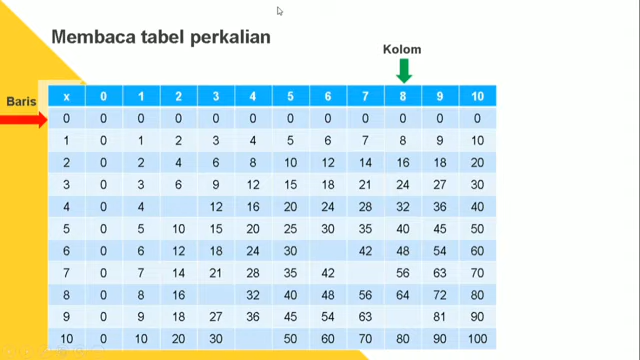 Membaca tabel perkalian
Kolom
Baris
x 0 1 2 3 4 5 6 7 8 9 10
0 0 0 0 0 0 0 0 0 0 0 0
1 0 1 2 3 4 5 6 7 8 9 10
2 0 2 4 6 8 10 12 14 16 18 20
3 0 3 6 9 12 15 18 21 24 27 30
4 0 4 12 16 20 24 28 32 36 40
5 0 5 10 15 20 25 30 35 40 45 50
6 0 6 12 18 24 30 42 48 54 60
7 0 7 14 21 28 35 42 56 63 70
8 0 8 16 32 40 48 56 64 72 80
9 0 9 18 27 36 45 54 63 81 90
10 0 10 20 30 50 60 70 80 90 100